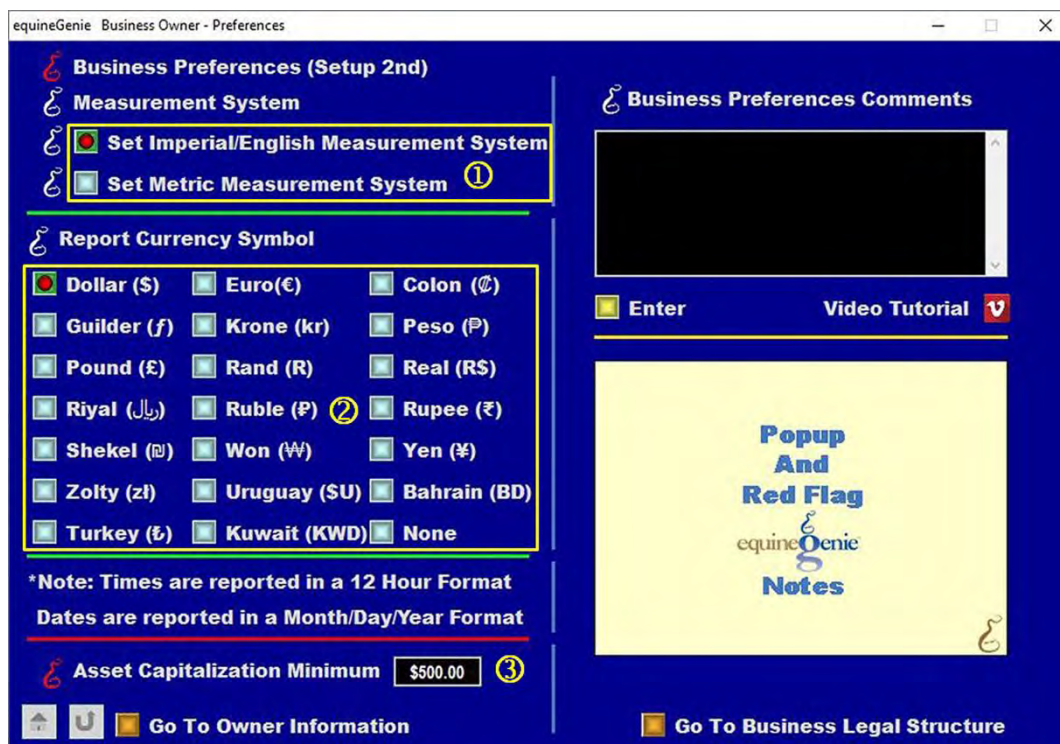 equineGenie Business Owner - Preferences
Business Preferences (Setup 2nd)
Measurement System
Set Imperial/English Measurement System
Set Metric Measurement System ①
Report Currency Symbol
Dollar ($) Euro(€) Colon (₡)
Guilder (ƒ) Krone (kr) Peso (₱)
Pound (£) Rand (R) Real (R$)
Riyal (﷼) Ruble (₽) ② Rupee (₹)
Shekel (₪) Won (₩) Yen (¥)
Zolty (zł) Uruguay ($U) Bahrain (BD)
Turkey (₺) Kuwait (KWD) None
*Note: Times are reported in a 12 Hour Format
Dates are reported in a Month/Day/Year Format
Asset Capitalization Minimum $500.00 ③
Go To Owner Information
Business Preferences Comments
Enter Video Tutorial
Popup
And
Red Flag
equineGenie
Notes
Go To Business Legal Structure